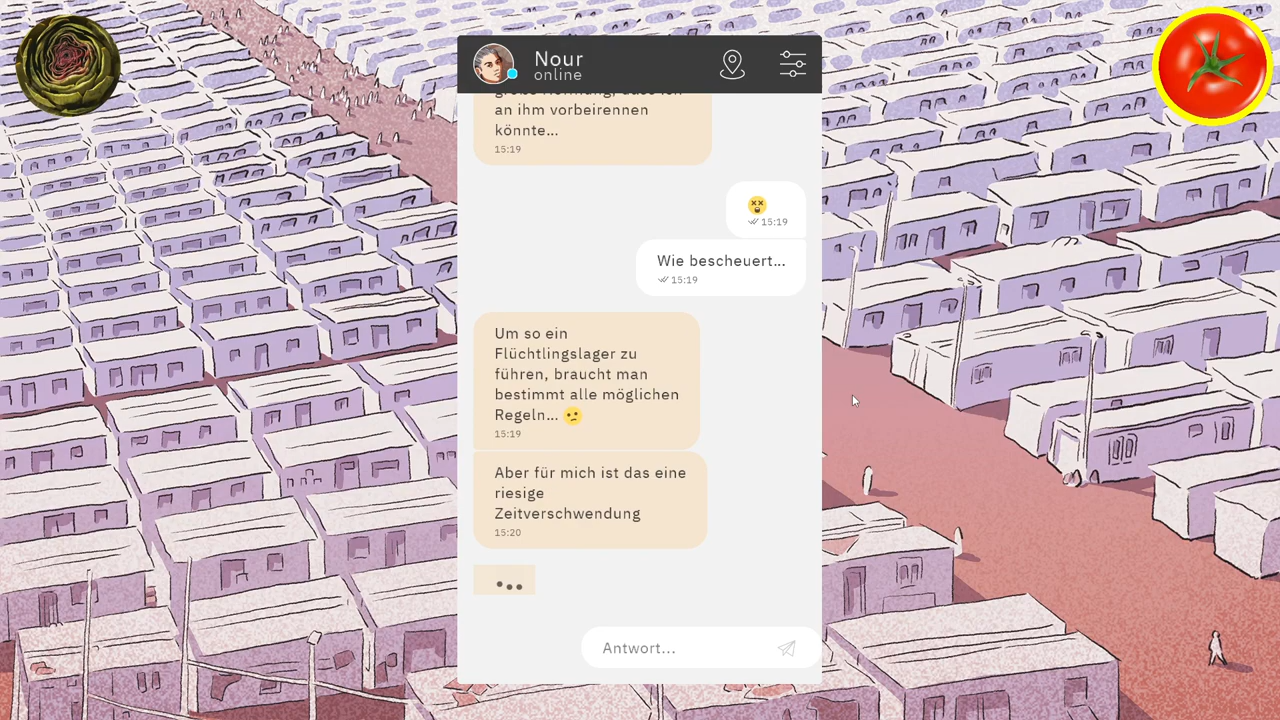 Nour
online
an ihm vorbeirennen
könnte...
15:19
15:19
Wie bescheuert...
15:19
Um so ein
Flüchtlingslager zu
führen, braucht man
bestimmt alle möglichen
Regeln...
15:19
Aber für mich ist das eine
riesige
Zeitverschwendung
15:20
Antwort...